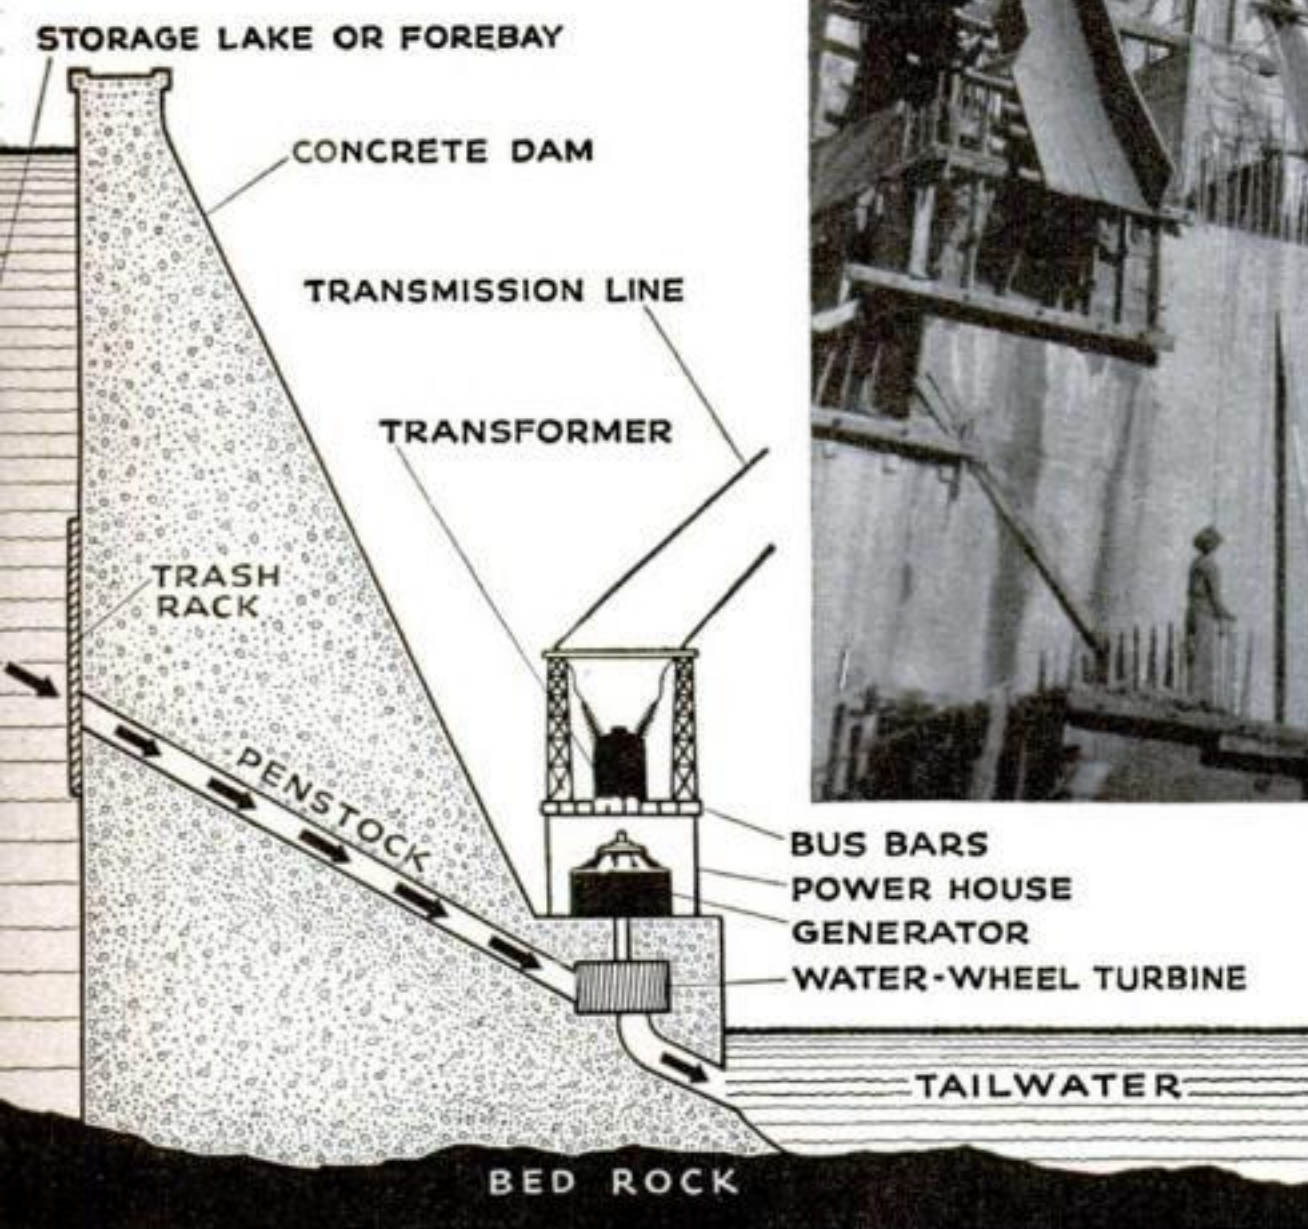 STORAGE LAKE OR FOREBAY
CONCRETE DAM
TRANSMISSION LINE
TRANSFORMER
TRASH
RACK
PENSTOCK
BUS BARS
POWER HOUSE
GENERATOR
WATER-WHEEL TURBINE
TAILWATER
BED ROCK